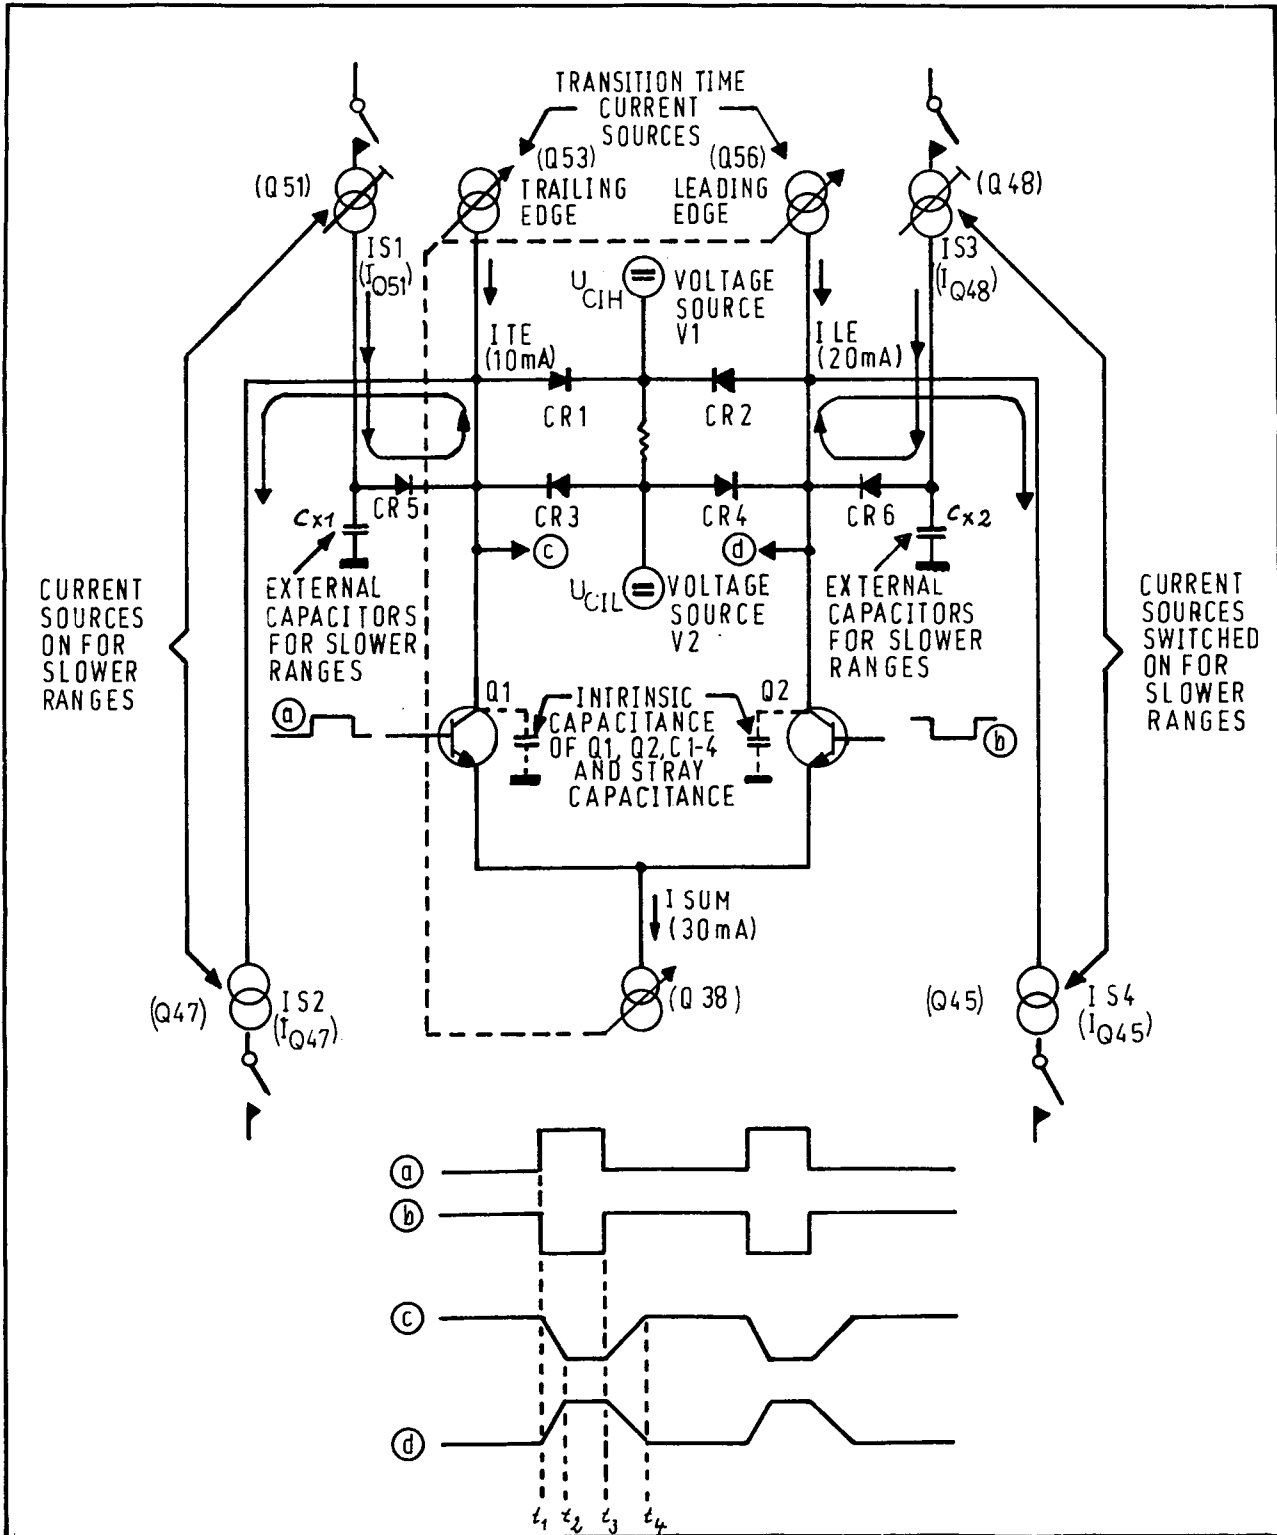 TRANSITION TIME
CURRENT
SOURCES
(Q51)
(Q53)
TRAILING
EDGE
(Q56)
LEADING
EDGE
(Q48)
IS1
(IQ51)
UCIH
VOLTAGE
SOURCE
V1
IS3
(IQ48)
I TE
(10mA)
I LE
(20mA)
CR1
CR2
CR5
CR3
CR4
CR6
Cx1
Cx2
c
d
CURRENT
SOURCES
ON FOR
SLOWER
RANGES
EXTERNAL
CAPACITORS
FOR SLOWER
RANGES
UCIL
VOLTAGE
SOURCE
V2
EXTERNAL
CAPACITORS
FOR SLOWER
RANGES
CURRENT
SOURCES
SWITCHED
ON FOR
SLOWER
RANGES
a
Q1
INTRINSIC
CAPACITANCE
OF Q1, Q2, C1-4
AND STRAY
CAPACITANCE
Q2
b
I SUM
(30mA)
(Q47)
IS2
(IQ47)
(Q38)
(Q45)
IS4
(IQ45)
a
b
c
d
t1 t2 t3 t4